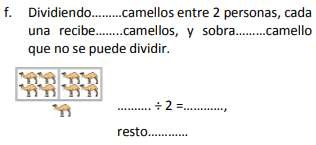 f. Dividiendo.........camellos entre 2 personas, cada
una recibe........camellos, y sobra.........camello
que no se puede dividir.
.......... ÷ 2 =............,
resto............